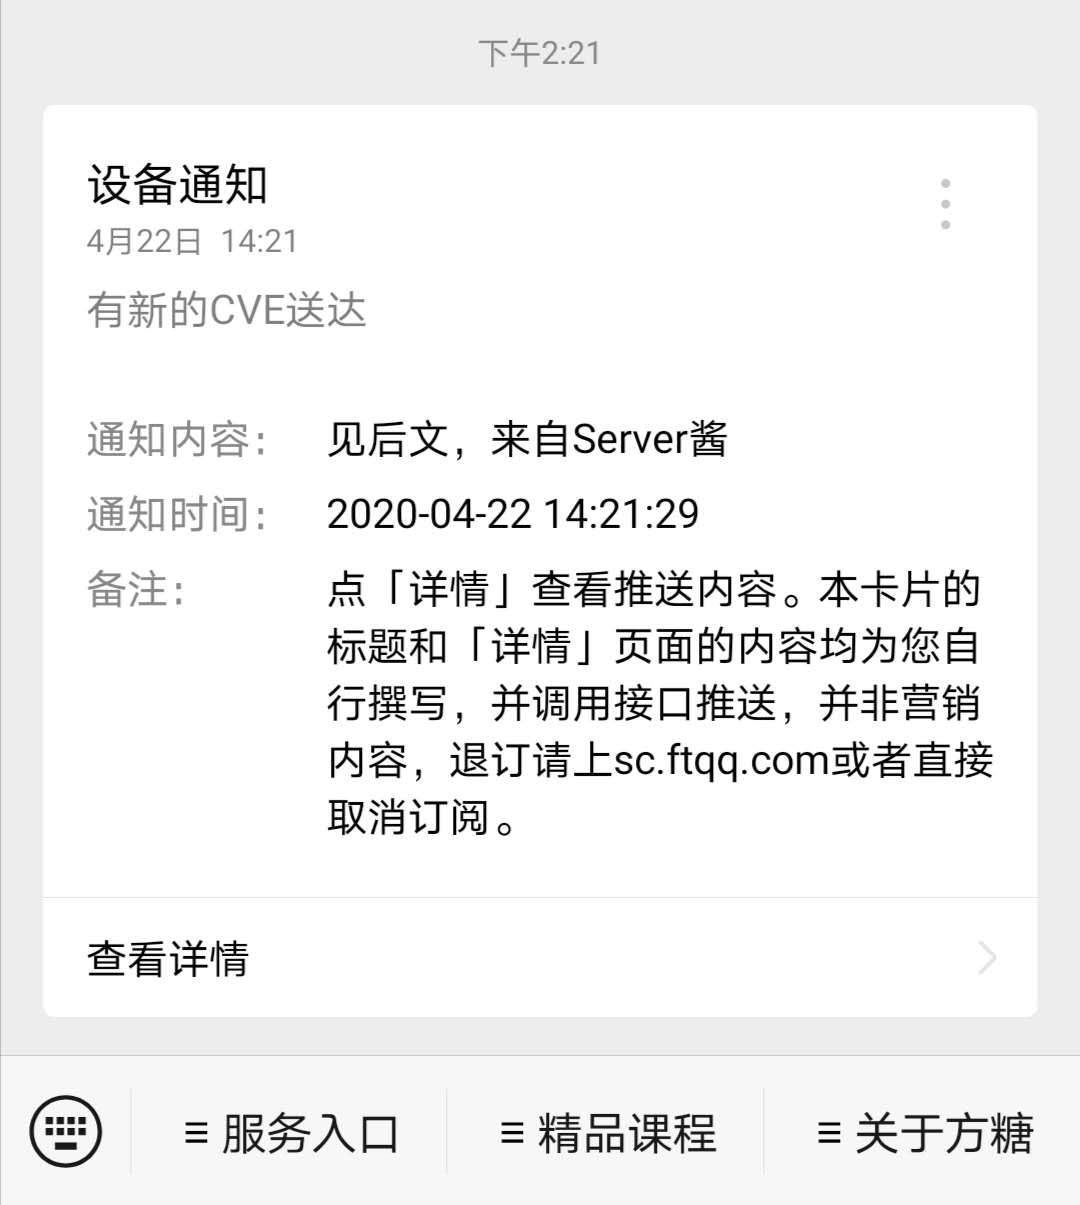 下午2:21
设备通知
4月22日 14:21
有新的CVE送达
通知内容: 见后文，来自Server酱
通知时间: 2020-04-22 14:21:29
备注: 点「详情」查看推送内容。本卡片的
标题和「详情」页面的内容均为您自
行撰写，并调用接口推送，并非营销
内容，退订请上sc.ftqq.com或者直接
取消订阅。
查看详情
服务入口 精品课程 关于方糖